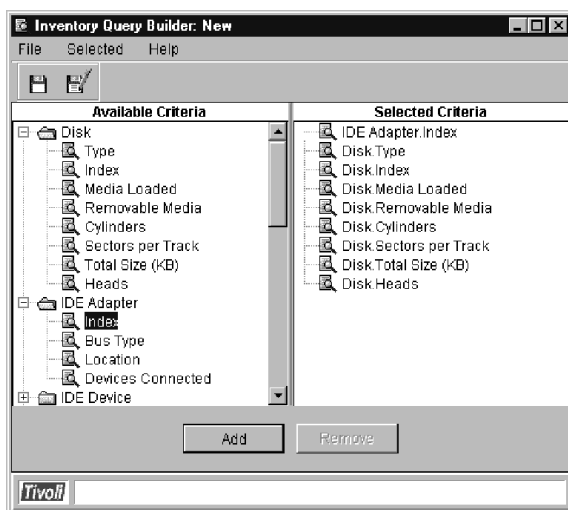 Inventory Query Builder: New
File Selected Help
Available Criteria
Disk
Type
Index
Media Loaded
Removable Media
Cylinders
Sectors per Track
Total Size (KB)
Heads
IDE Adapter
Index
Bus Type
Location
Devices Connected
IDE Device
Selected Criteria
IDE Adapter.Index
Disk.Type
Disk.Index
Disk.Media Loaded
Disk.Removable Media
Disk.Cylinders
Disk.Sectors per Track
Disk.Total Size (KB)
Disk.Heads
Add Remove
Tivoli